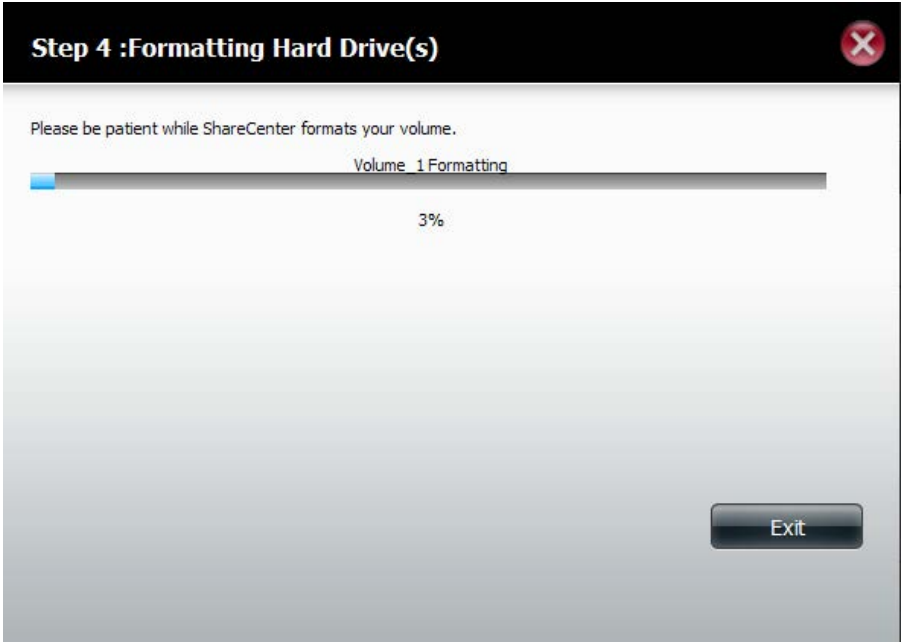 Step 4 :Formatting Hard Drive(s)
Please be patient while ShareCenter formats your volume.
Volume_1 Formatting
3%
Exit